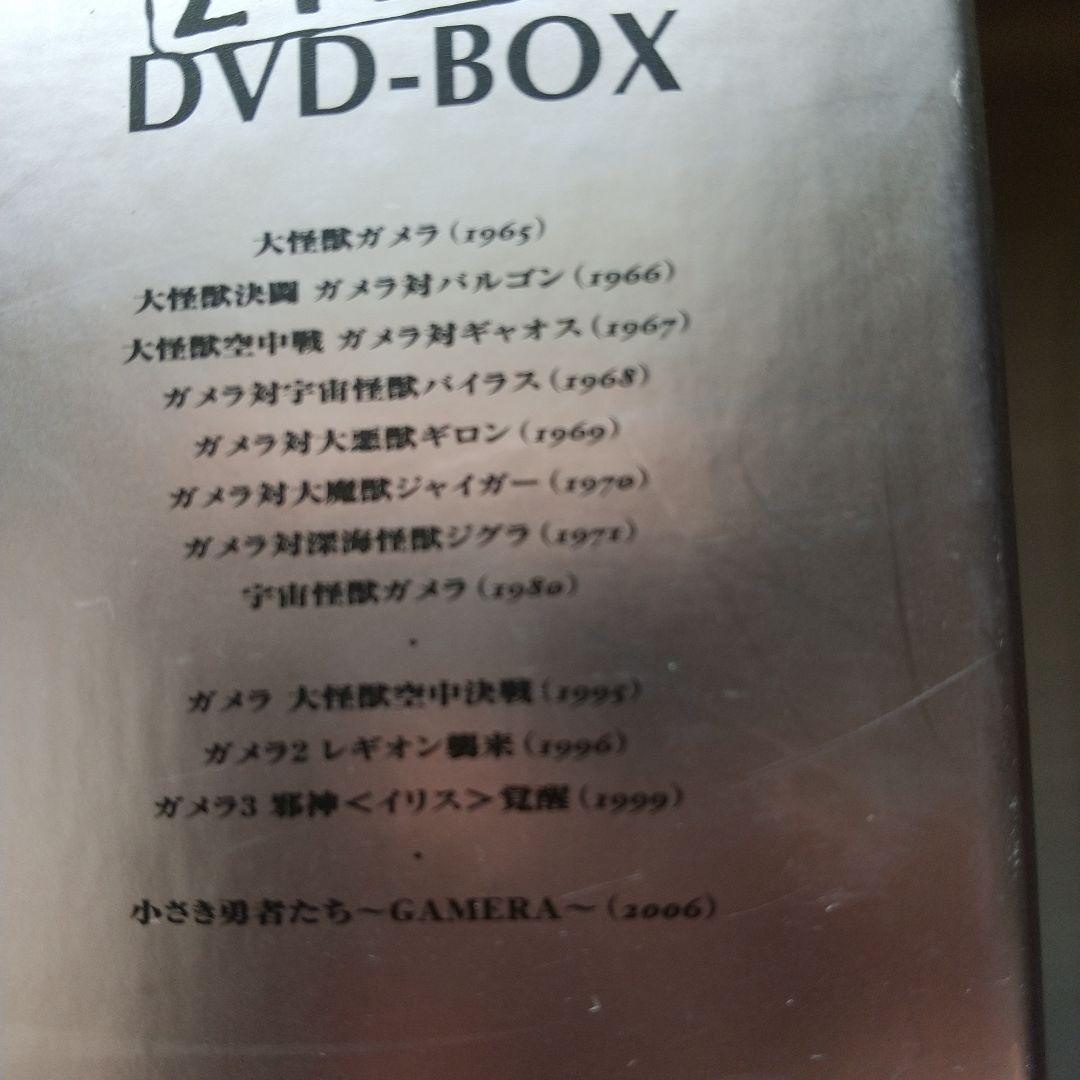 DVD-BOX
大怪獣ガメラ(1965)
大怪獣決闘 ガメラ対バルゴン(1966)
大怪獣空中戦 ガメラ対ギャオス(1967)
ガメラ対宇宙怪獣バイラス(1968)
ガメラ対大悪獣ギロン(1969)
ガメラ対大魔獣ジャイガー(1970)
ガメラ対深海怪獣ジグラ(1971)
宇宙怪獣ガメラ(1980)
・
ガメラ 大怪獣空中決戦(1995)
ガメラ2 レギオン襲来(1996)
ガメラ3 邪神<イリス>覚醒(1999)
・
小さき勇者たち～GAMERA～(2006)